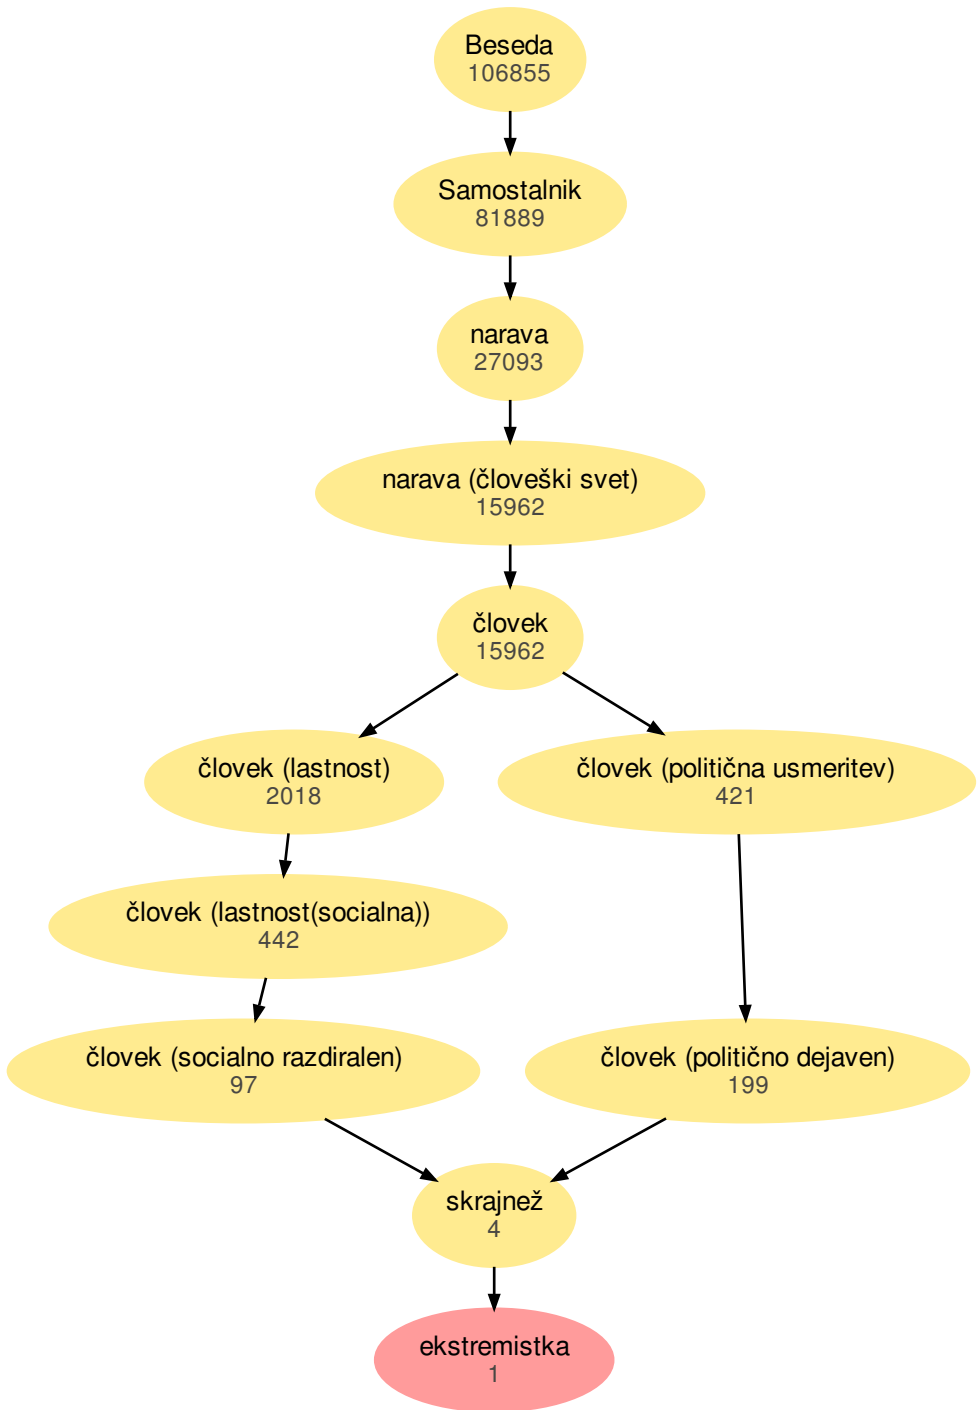 Beseda
106855
Samostalnik
81889
narava
27093
narava (človeški svet)
15962
človek
15962
človek (lastnost)
2018
človek (politična usmeritev)
421
človek (lastnost(socialna))
442
človek (socialno razdiralen)
97
človek (politično dejaven)
199
skrajnež
4
ekstremistka
1